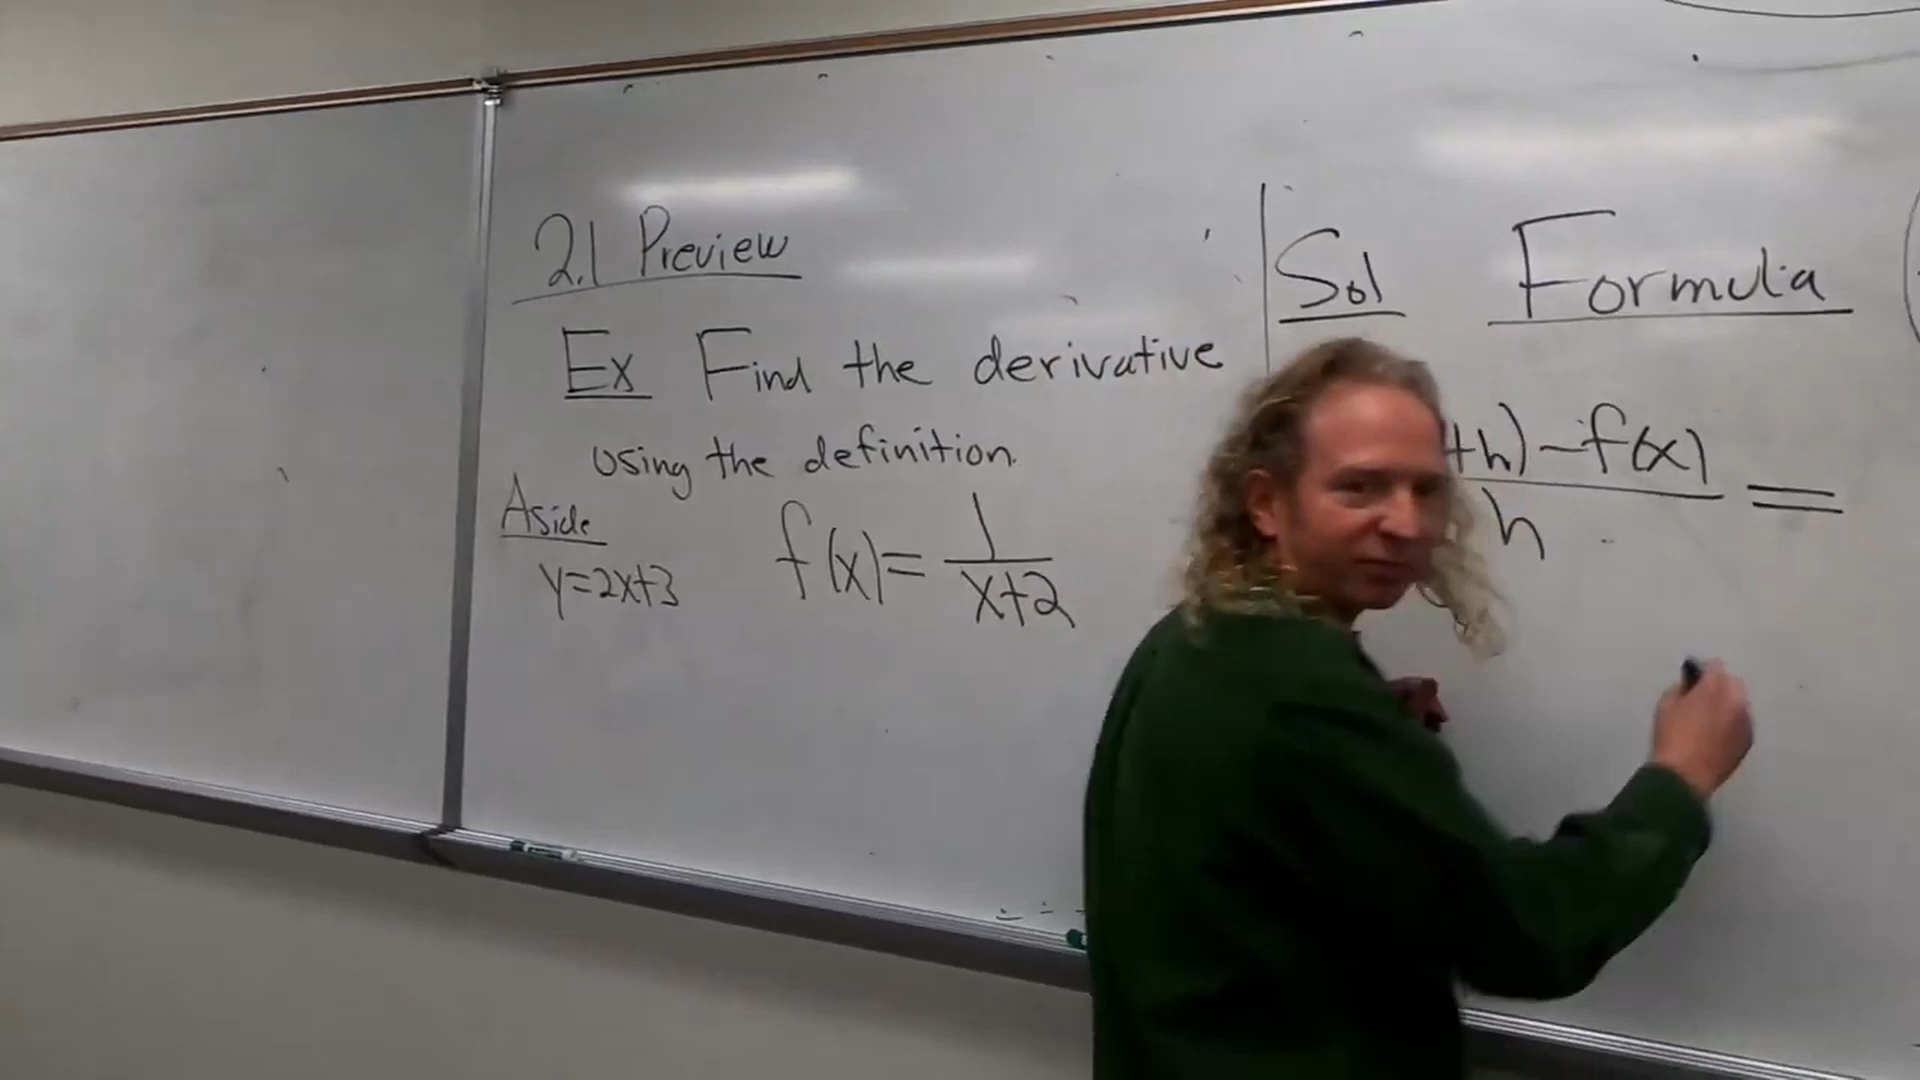 2.1 Preview
Ex Find the derivative
using the definition.
Aside
y=2x+3
f(x)= 1/x+2
Sol Formula
+h)-f(x)/h =